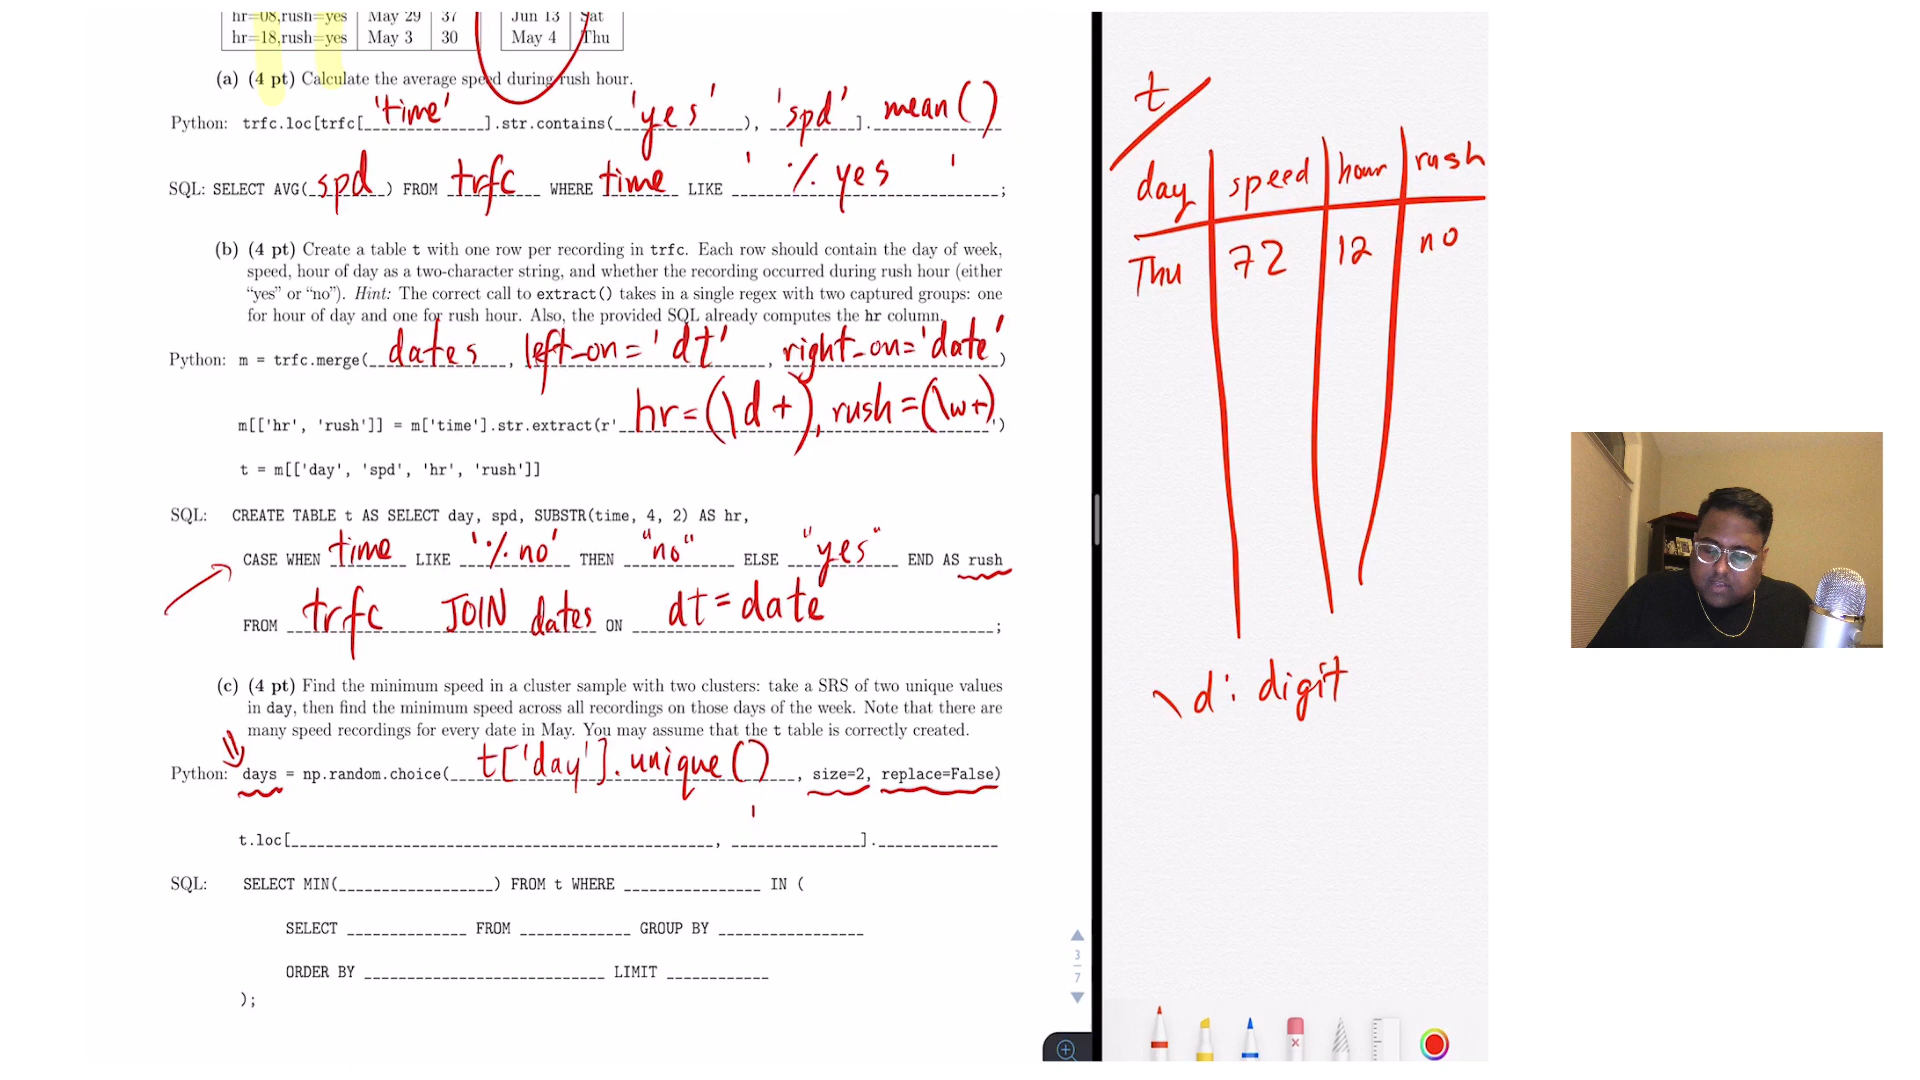 hr=08,rush=yes May 29 37 Jun 13 Sat
hr=18,rush=yes May 3 30 May 4 Thu
(a) (4 pt) Calculate the average speed during rush hour.
Python: trfc.loc[trfc['time'].str.contains('yes'), 'spd'].mean()
SQL: SELECT AVG(spd) FROM trfc WHERE time LIKE '%yes';
(b) (4 pt) Create a table t with one row per recording in trfc. Each row should contain the day of week,
speed, hour of day as a two-character string, and whether the recording occurred during rush hour (either
“yes” or “no”). Hint: The correct call to extract() takes in a single regex with two captured groups: one
for hour of day and one for rush hour. Also, the provided SQL already computes the hr column.
Python: m = trfc.merge(dates, left_on='dt', right_on='date')
m[['hr', 'rush']] = m['time'].str.extract(r'hr=(\d+),rush=(\w+)')
t = m[['day', 'spd', 'hr', 'rush']]
SQL: CREATE TABLE t AS SELECT day, spd, SUBSTR(time, 4, 2) AS hr,
CASE WHEN time LIKE '%no' THEN "no" ELSE "yes" END AS rush
FROM trfc JOIN dates ON dt=date;
(c) (4 pt) Find the minimum speed in a cluster sample with two clusters: take a SRS of two unique values
in day, then find the minimum speed across all recordings on those days of the week. Note that there are
many speed recordings for every date in May. You may assume that the t table is correctly created.
Python: days = np.random.choice(t['day'].unique(), size=2, replace=False)
t.loc[____, ____].____
SQL: SELECT MIN(____) FROM t WHERE ____ IN (
SELECT ____ FROM ____ GROUP BY ____
ORDER BY ____ LIMIT ____
);
3
7
t
day speed hour rush
Thu 72 12 no
\d: digit